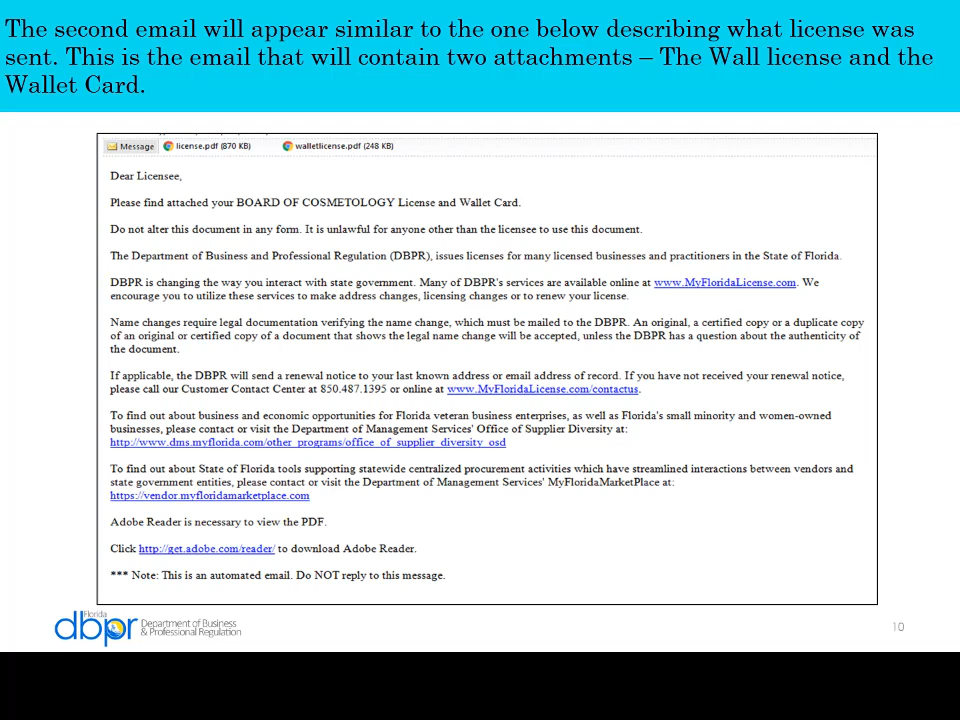 The second email will appear similar to the one below describing what license was
sent. This is the email that will contain two attachments – The Wall license and the
Wallet Card.
Message license.pdf (870 KB) walletlicense.pdf (248 KB)
Dear Licensee,
Please find attached your BOARD OF COSMETOLOGY License and Wallet Card.
Do not alter this document in any form. It is unlawful for anyone other than the licensee to use this document.
The Department of Business and Professional Regulation (DBPR), issues licenses for many licensed businesses and practitioners in the State of Florida.
DBPR is changing the way you interact with state government. Many of DBPR's services are available online at www.MyFloridaLicense.com. We
encourage you to utilize these services to make address changes, licensing changes or to renew your license.
Name changes require legal documentation verifying the name change, which must be mailed to the DBPR. An original, a certified copy or a duplicate copy
of an original or certified copy of a document that shows the legal name change will be accepted, unless the DBPR has a question about the authenticity of
the document.
If applicable, the DBPR will send a renewal notice to your last known address or email address of record. If you have not received your renewal notice,
please call our Customer Contact Center at 850.487.1395 or online at www.MyFloridaLicense.com/contactus.
To find out about business and economic opportunities for Florida veteran business enterprises, as well as Florida's small minority and women-owned
businesses, please contact or visit the Department of Management Services' Office of Supplier Diversity at:
http://www.dms.myflorida.com/other_programs/office_of_supplier_diversity_osd
To find out about State of Florida tools supporting statewide centralized procurement activities which have streamlined interactions between vendors and
state government entities, please contact or visit the Department of Management Services' MyFloridaMarketPlace at:
https://vendor.myfloridamarketplace.com
Adobe Reader is necessary to view the PDF.
Click http://get.adobe.com/reader/ to download Adobe Reader.
*** Note: This is an automated email. Do NOT reply to this message.
Florida
dbpr Department of Business
& Professional Regulation
10